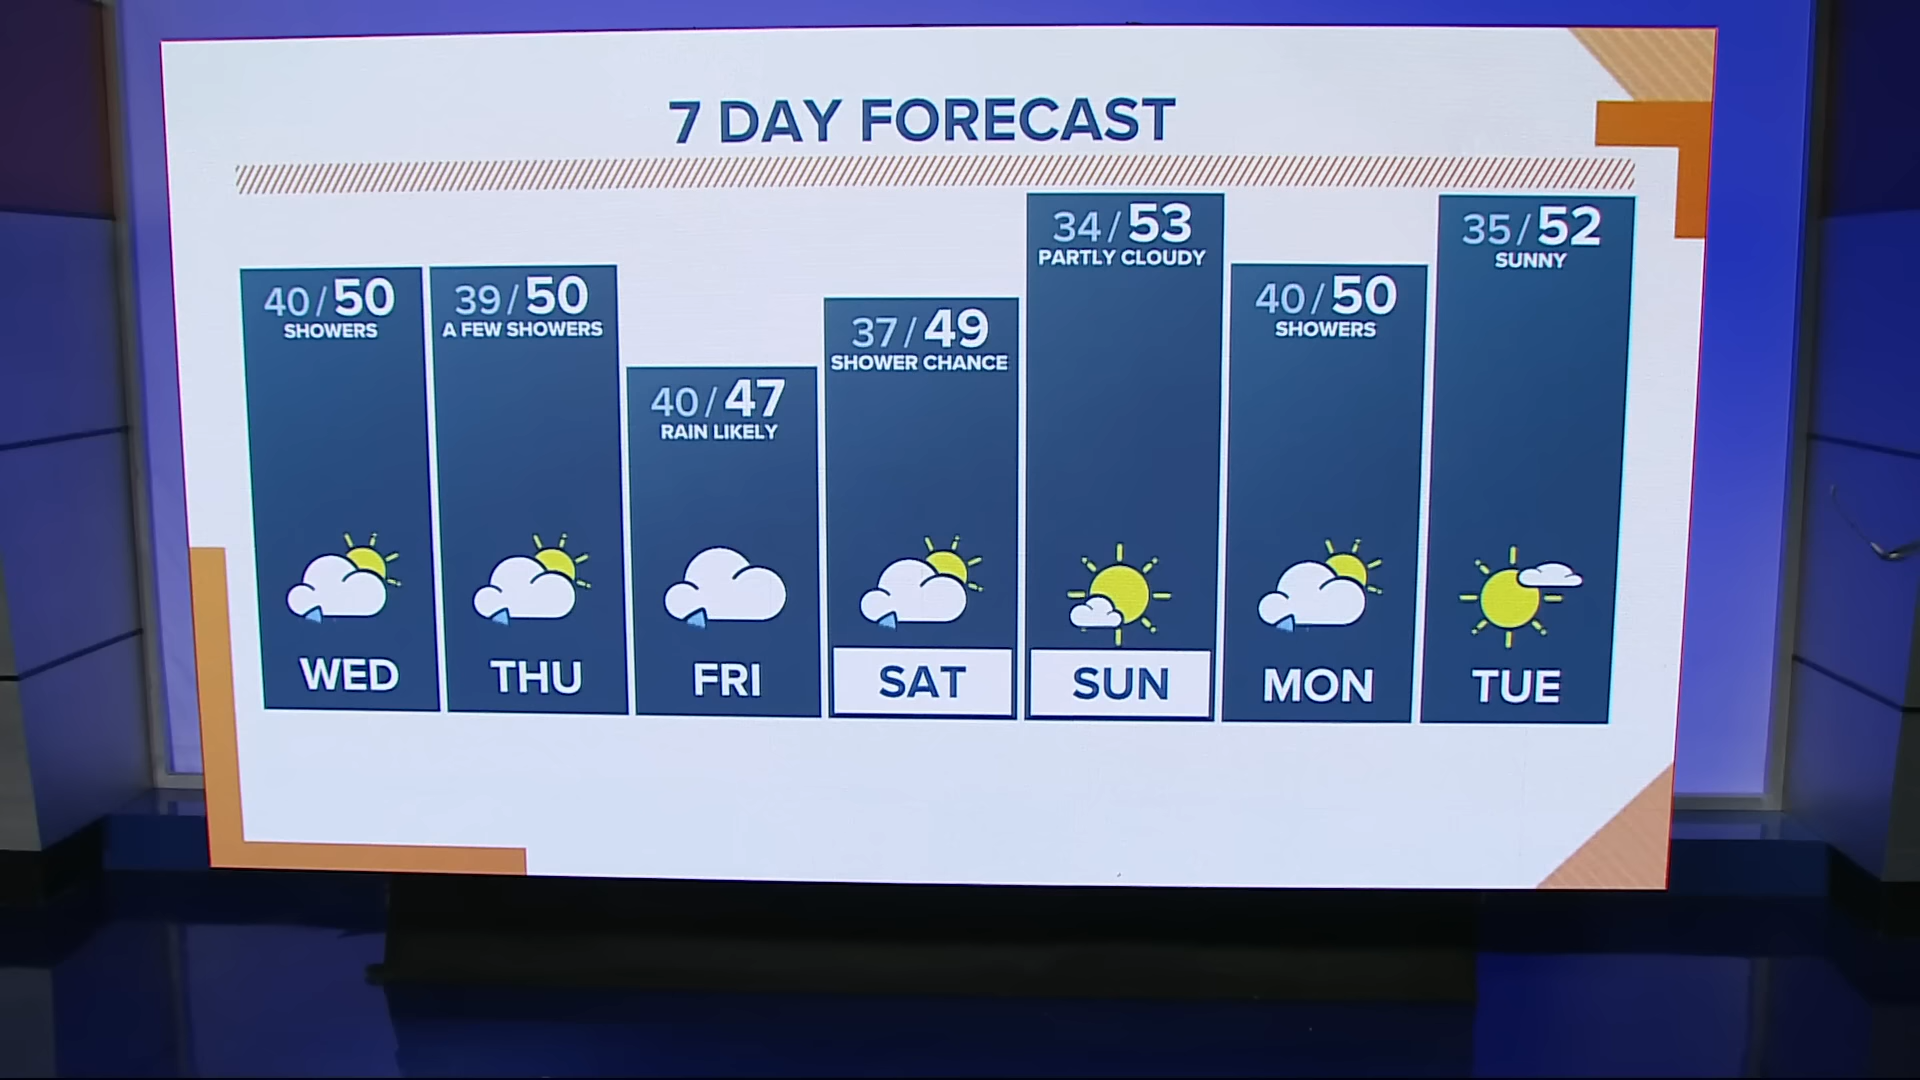 7 DAY FORECAST
40/50
SHOWERS
WED
39/50
A FEW SHOWERS
THU
40/47
RAIN LIKELY
FRI
37/49
SHOWER CHANCE
SAT
34/53
PARTLY CLOUDY
SUN
40/50
SHOWERS
MON
35/52
SUNNY
TUE